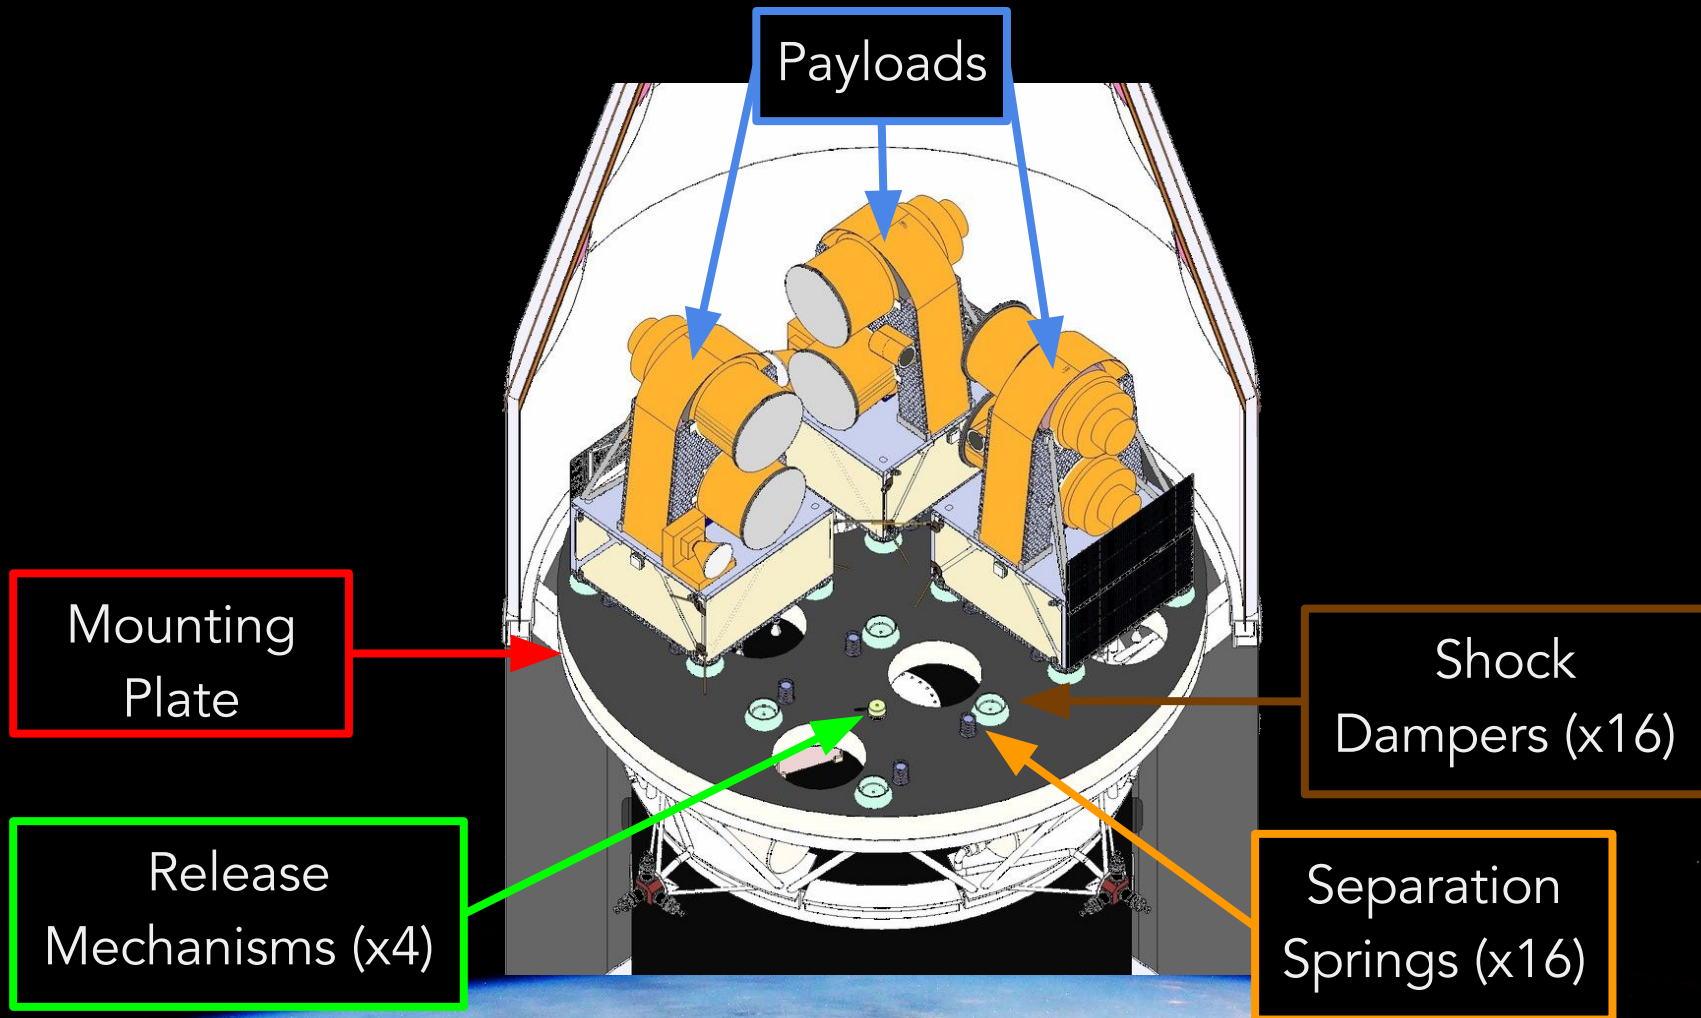 Payloads
Mounting
Plate
Shock
Dampers (x16)
Release
Mechanisms (x4)
Separation
Springs (x16)